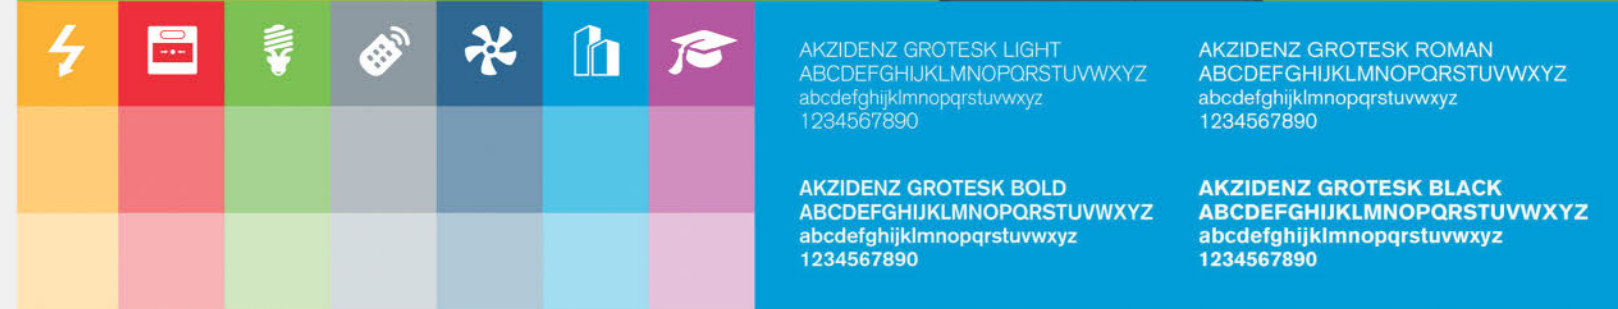 AKZIDENZ GROTESK LIGHT
ABCDEFGHIJKLMNOPQRSTUVWXYZ
abcdefghijklmnopqrstuvwxyz
1234567890
AKZIDENZ GROTESK ROMAN
ABCDEFGHIJKLMNOPQRSTUVWXYZ
abcdefghijklmnopqrstuvwxyz
1234567890
AKZIDENZ GROTESK BOLD
ABCDEFGHIJKLMNOPQRSTUVWXYZ
abcdefghijklmnopqrstuvwxyz
1234567890
AKZIDENZ GROTESK BLACK
ABCDEFGHIJKLMNOPQRSTUVWXYZ
abcdefghijklmnopqrstuvwxyz
1234567890